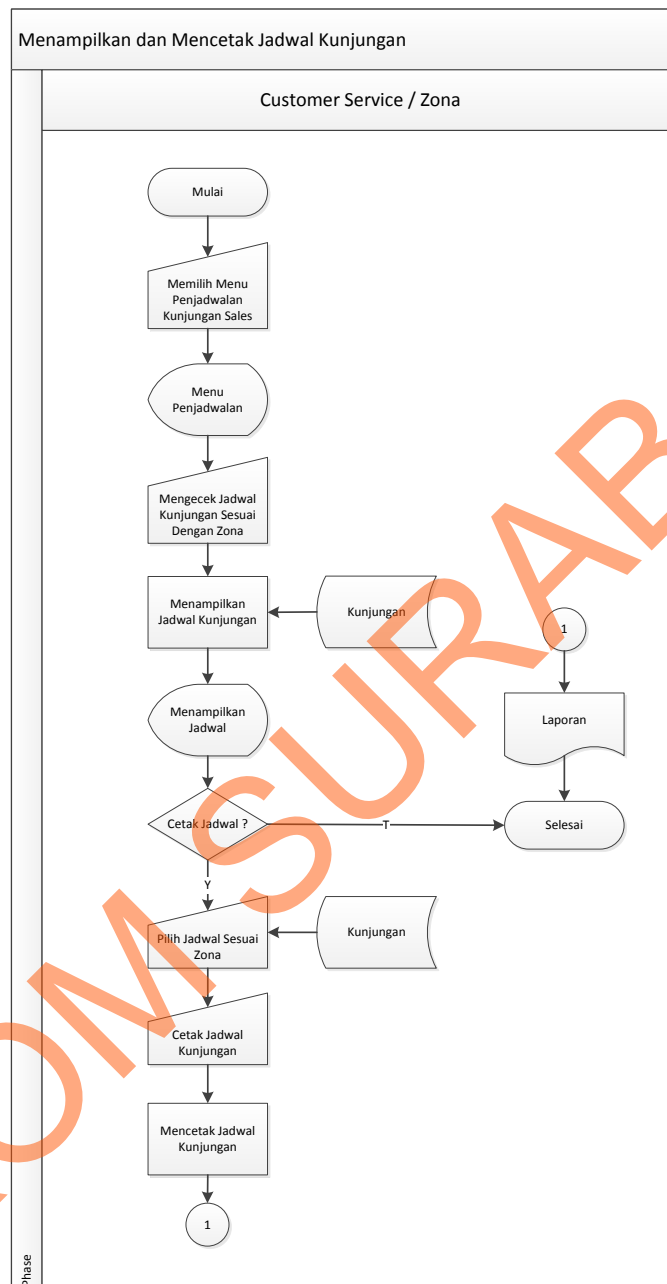 Menampilkan dan Mencetak Jadwal Kunjungan
Customer Service / Zona
Mulai
Memilih Menu
Penjadwalan
Kunjungan Sales
Menu
Penjadwalan
Mengecek Jadwal
Kunjungan Sesuai
Dengan Zona
Menampilkan
Jadwal Kunjungan
Kunjungan
1
Menampilkan
Jadwal
Laporan
Cetak Jadwal ?
T
Selesai
Y
Pilih Jadwal Sesuai
Zona
Kunjungan
Cetak Jadwal
Kunjungan
Mencetak Jadwal
Kunjungan
1
Phase
OM SURAB